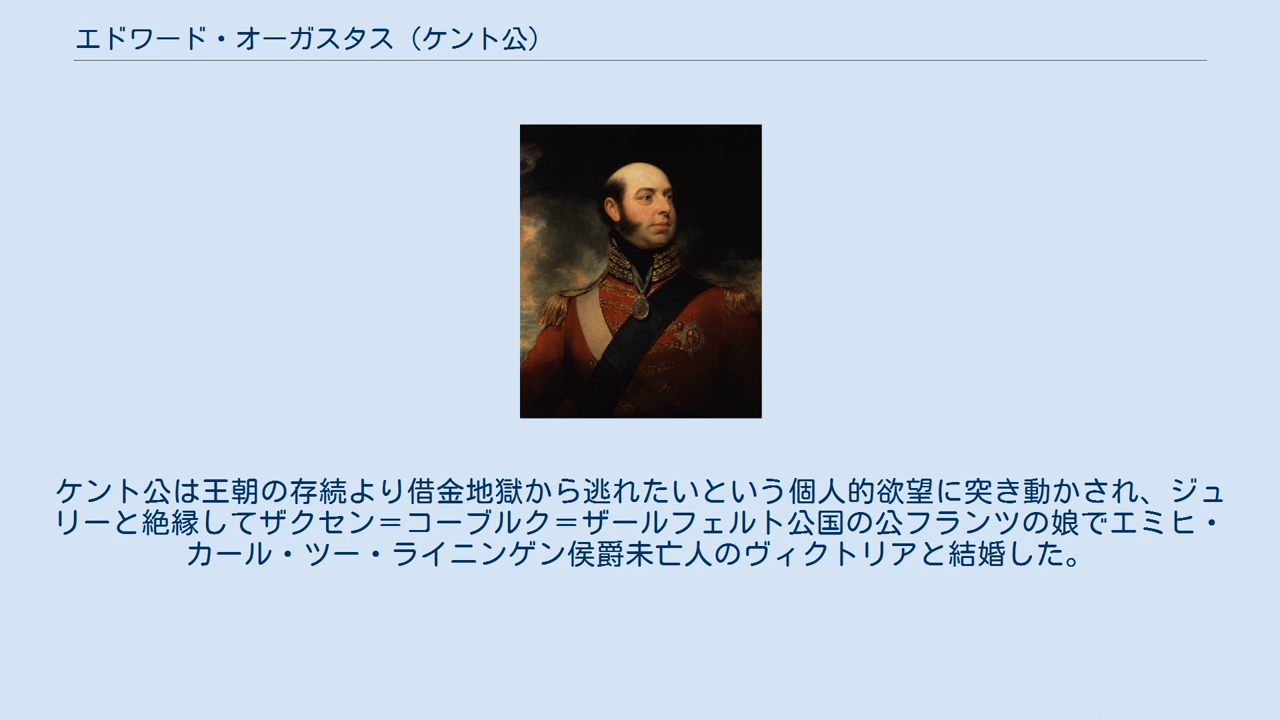 エドワード・オーガスタス（ケント公）
ケント公は王朝の存続より借金地獄から逃れたいという個人的欲望に突き動かされ、ジュ
リーと絶縁してザクセン＝コーブルク＝ザールフェルト公国の公フランツの娘でエミヒ・
カール・ツー・ライニンゲン侯爵未亡人のヴィクトリアと結婚した。